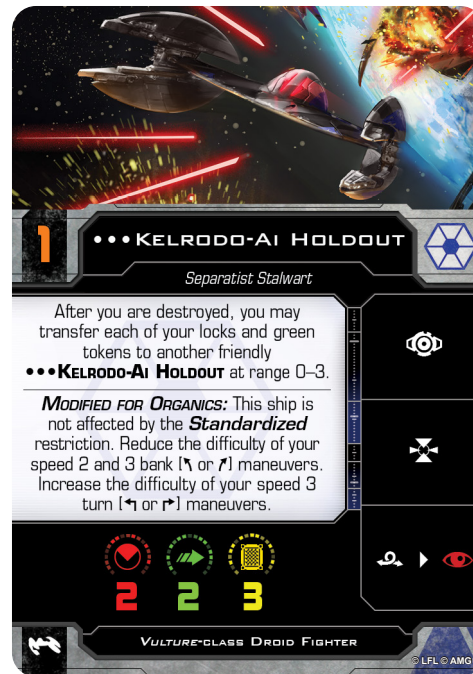 1
•••Kelrodo-Ai Holdout
Separatist Stalwart
After you are destroyed, you may
transfer each of your locks and green
tokens to another friendly
•••Kelrodo-Ai Holdout at range 0–3.
Modified for Organics: This ship is
not affected by the Standardized
restriction. Reduce the difficulty of your
speed 2 and 3 bank [↖ or ↗] maneuvers.
Increase the difficulty of your speed 3
turn [↰ or ↱] maneuvers.
2 2 3
Vulture-class Droid Fighter
© LFL © AMG